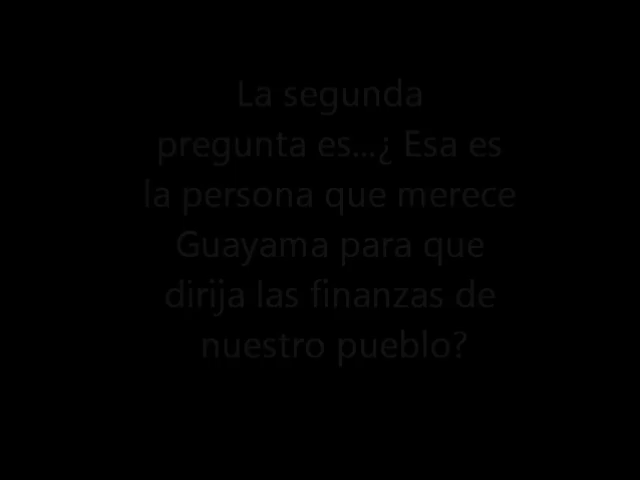 La segunda
pregunta es...¿ Esa es
la persona que merece
Guayama para que
dirija las finanzas de
nuestro pueblo?